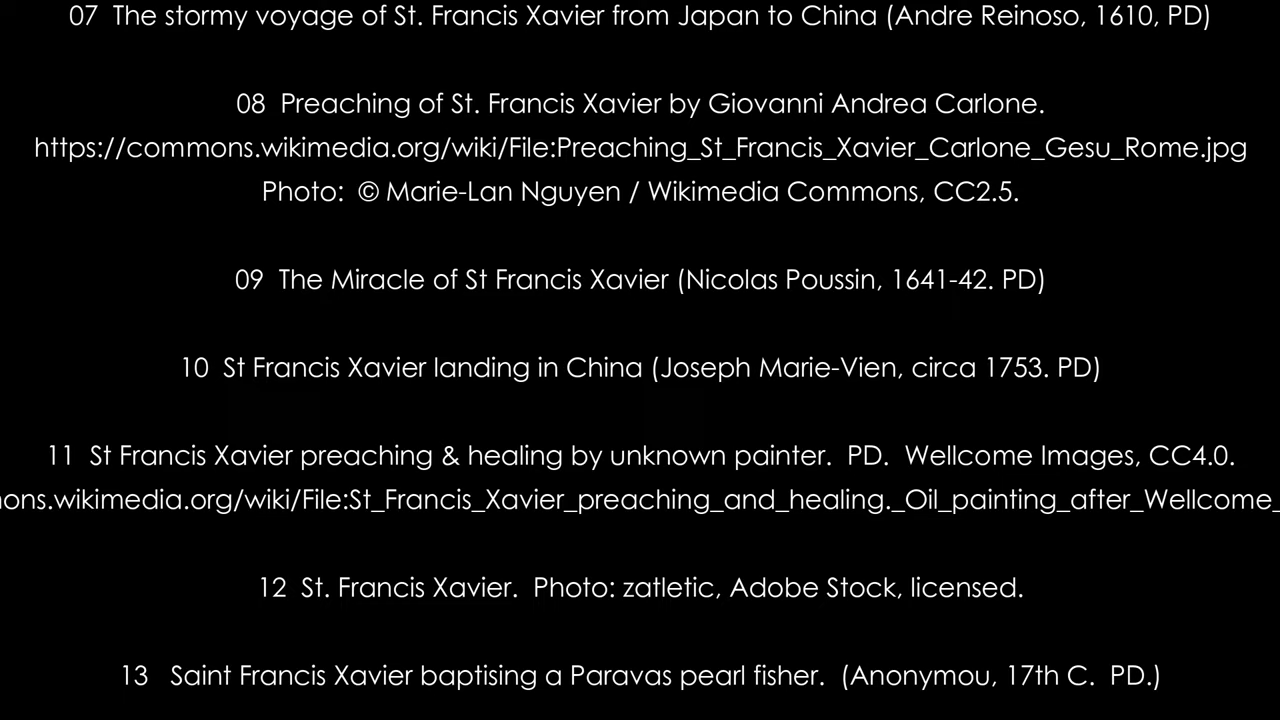 07 The stormy voyage of St. Francis Xavier from Japan to China (Andre Reinoso, 1610, PD)
08 Preaching of St. Francis Xavier by Giovanni Andrea Carlone.
https://commons.wikimedia.org/wiki/File:Preaching_St_Francis_Xavier_Carlone_Gesu_Rome.jpg
Photo: © Marie-Lan Nguyen / Wikimedia Commons, CC2.5.
09 The Miracle of St Francis Xavier (Nicolas Poussin, 1641-42. PD)
10 St Francis Xavier landing in China (Joseph Marie-Vien, circa 1753. PD)
11 St Francis Xavier preaching & healing by unknown painter. PD. Wellcome Images, CC4.0.
ons.wikimedia.org/wiki/File:St_Francis_Xavier_preaching_and_healing._Oil_painting_after_Wellcome_
12 St. Francis Xavier. Photo: zatletic, Adobe Stock, licensed.
13 Saint Francis Xavier baptising a Paravas pearl fisher. (Anonymou, 17th C. PD.)